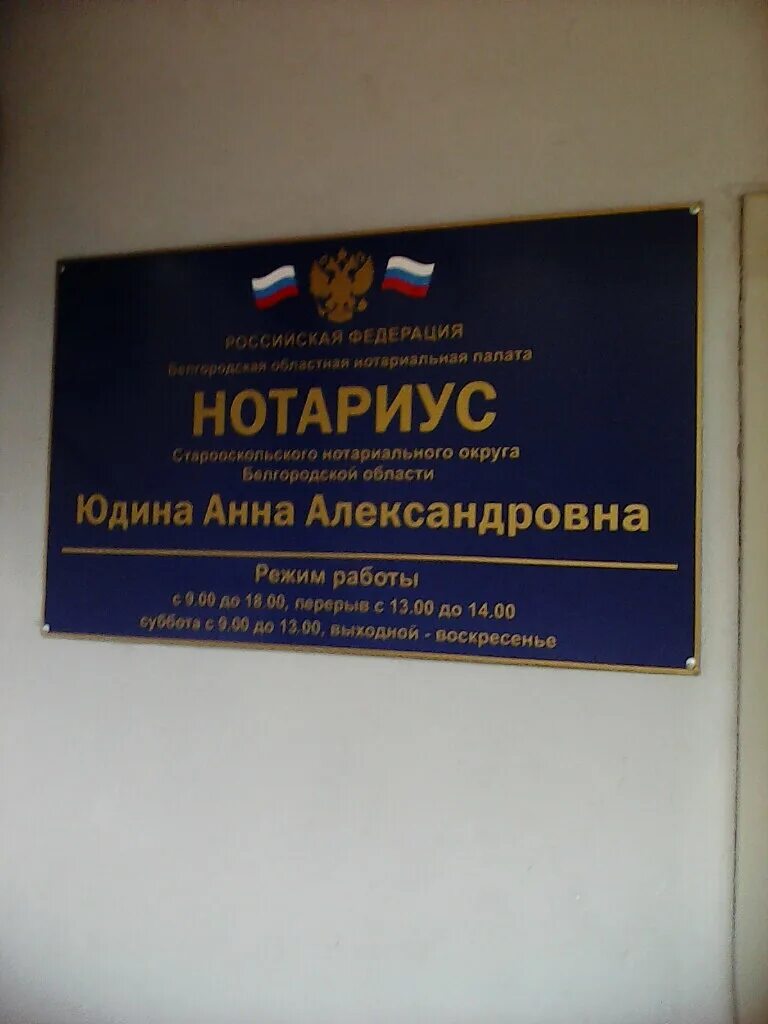 РОССИЙСКАЯ ФЕДЕРАЦИЯ
Белгородская областная нотариальная палата
НОТАРИУС
Старооскольского нотариального округа
Белгородской области
Юдина Анна Александровна
Режим работы
с 9.00 до 18.00, перерыв с 13.00 до 14.00
суббота с 9.00 до 13.00, выходной - воскресенье